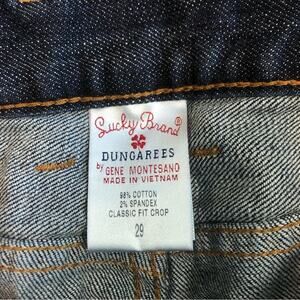 Lucky Brand®
DUNGAREES
by GENE MONTESANO
MADE IN VIETNAM
98% COTTON
2% SPANDEX
CLASSIC FIT CROP
29